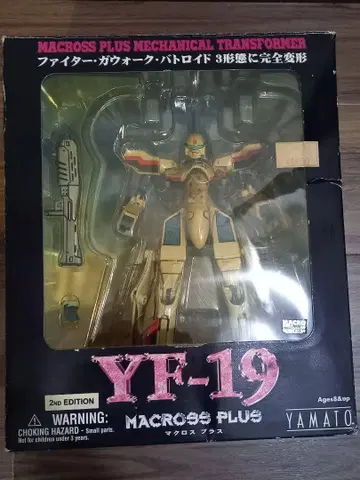 MACROSS PLUS MECHANICAL TRANSFORMER
ファイター・ガウォーク・バトロイド 3形態に完全変形
YF-19
2ND EDITION
MACROSS PLUS
マクロス プラス
WARNING:
CHOKING HAZARD - Small parts.
Not for children under 3 years.
Ages8&up
YAMATO